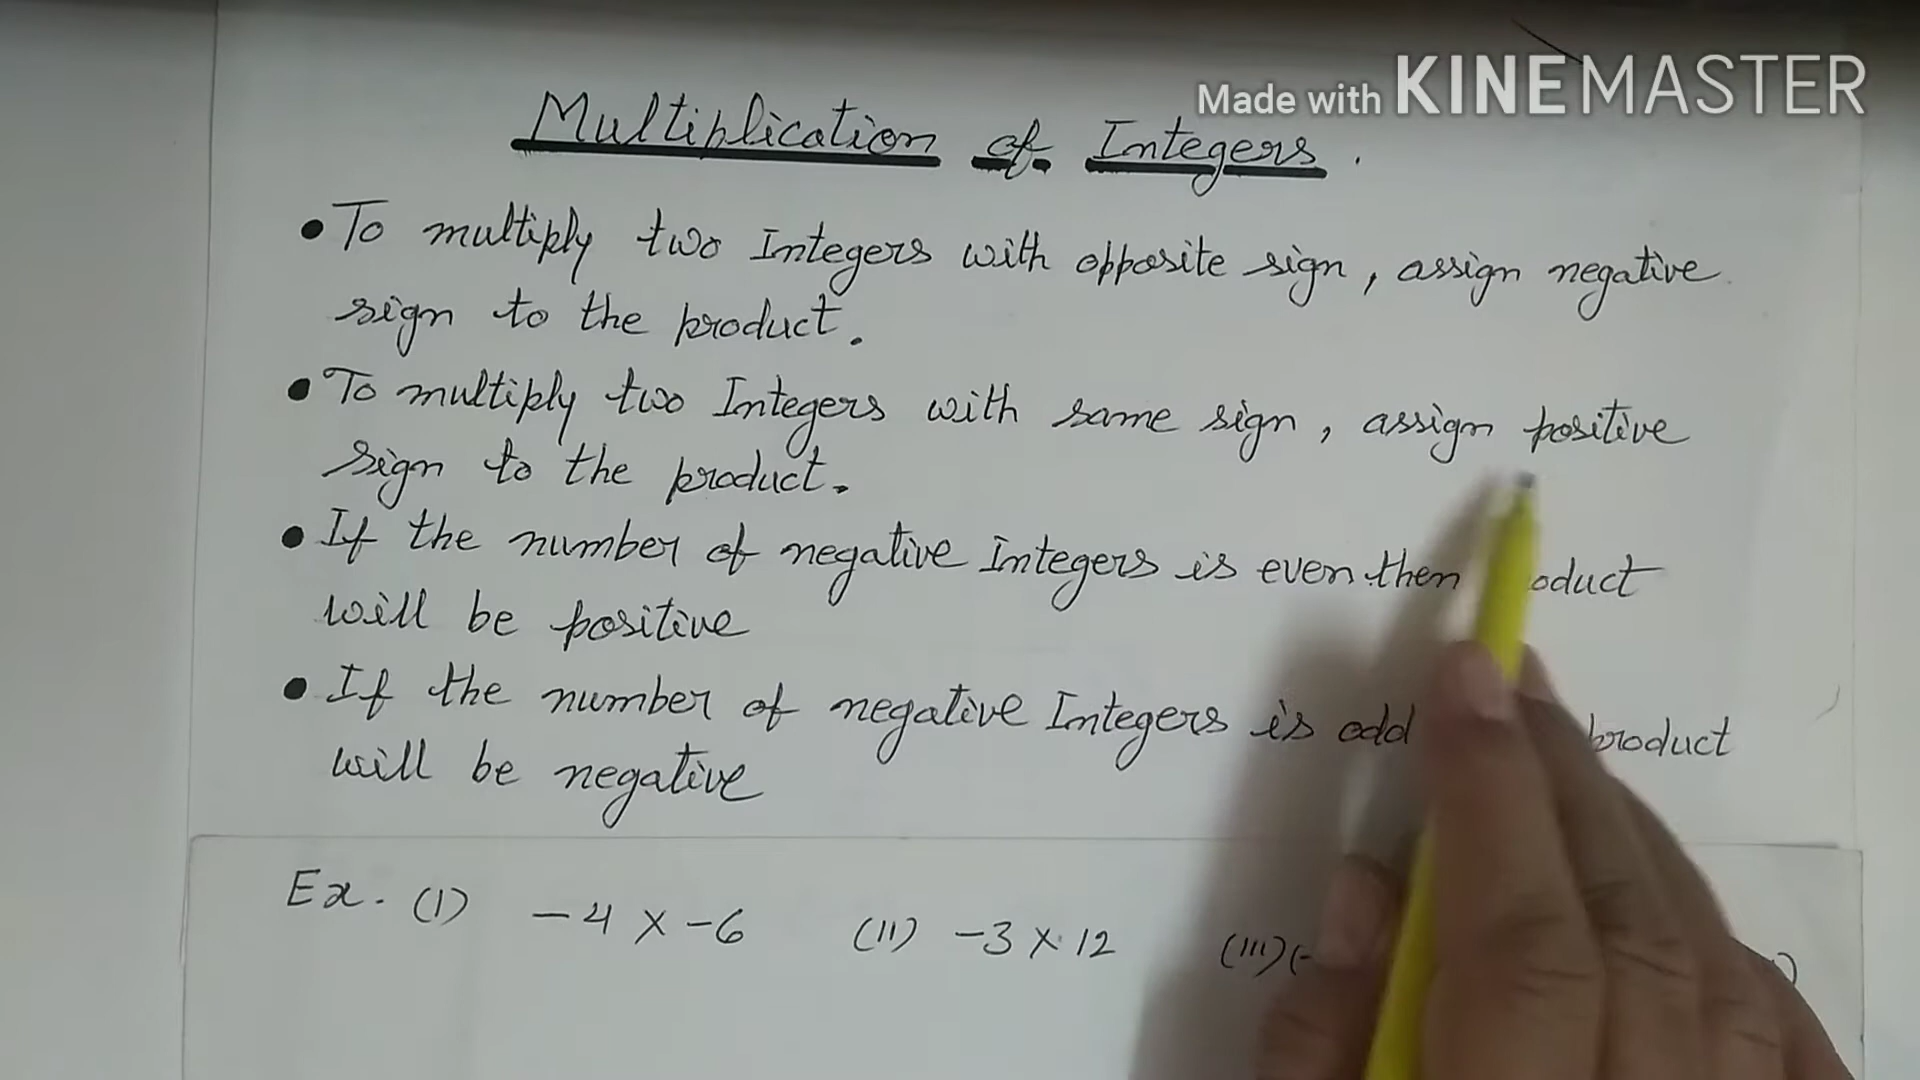 Made with KINEMASTER
Multiplication of Integers.
• To multiply two Integers with opposite sign, assign negative
sign to the product.
• To multiply two Integers with same sign, assign positive
sign to the product.
• If the number of negative Integers is even then oduct
will be positive
• If the number of negative Integers is odd product
will be negative
Ex. (I) -4 X -6 (II) -3 X 12 (III) (-